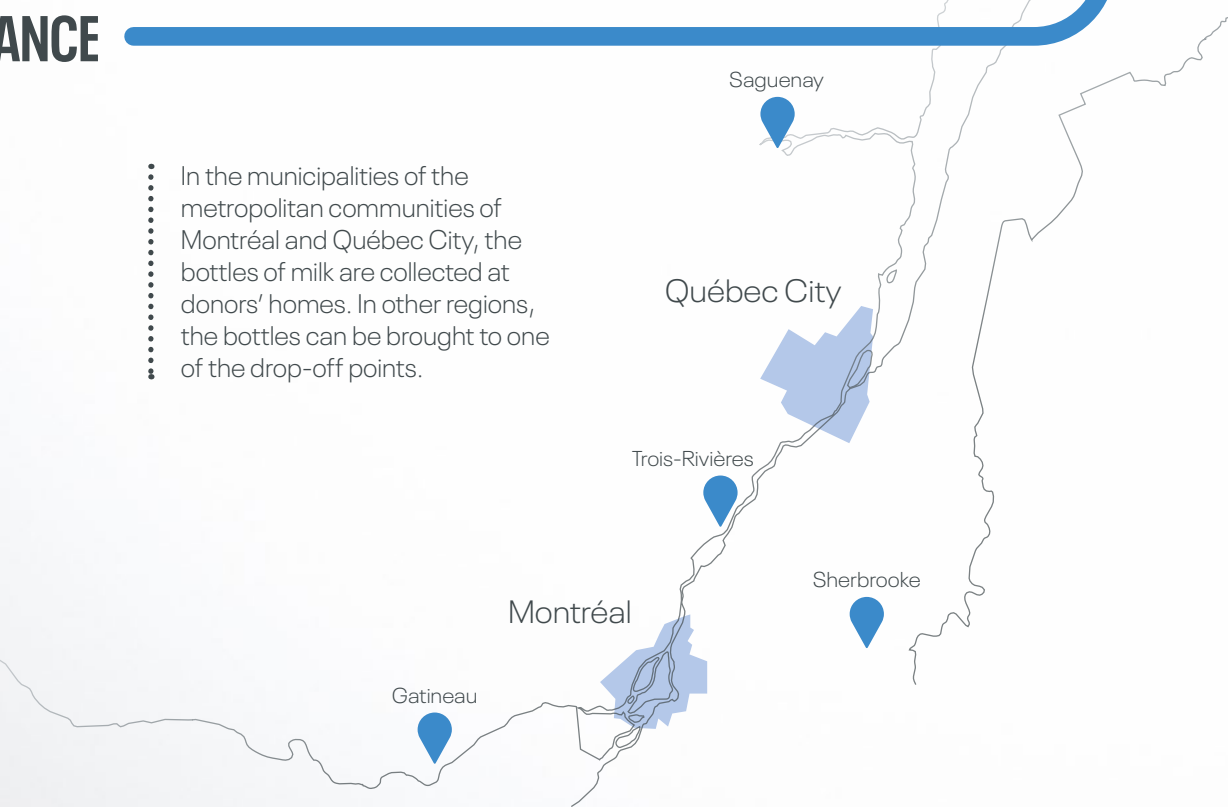 Saguenay
In the municipalities of the
metropolitan communities of
Montréal and Québec City, the
bottles of milk are collected at
donors’ homes. In other regions,
the bottles can be brought to one
of the drop-off points.
Québec City
Trois-Rivières
Sherbrooke
Montréal
Gatineau